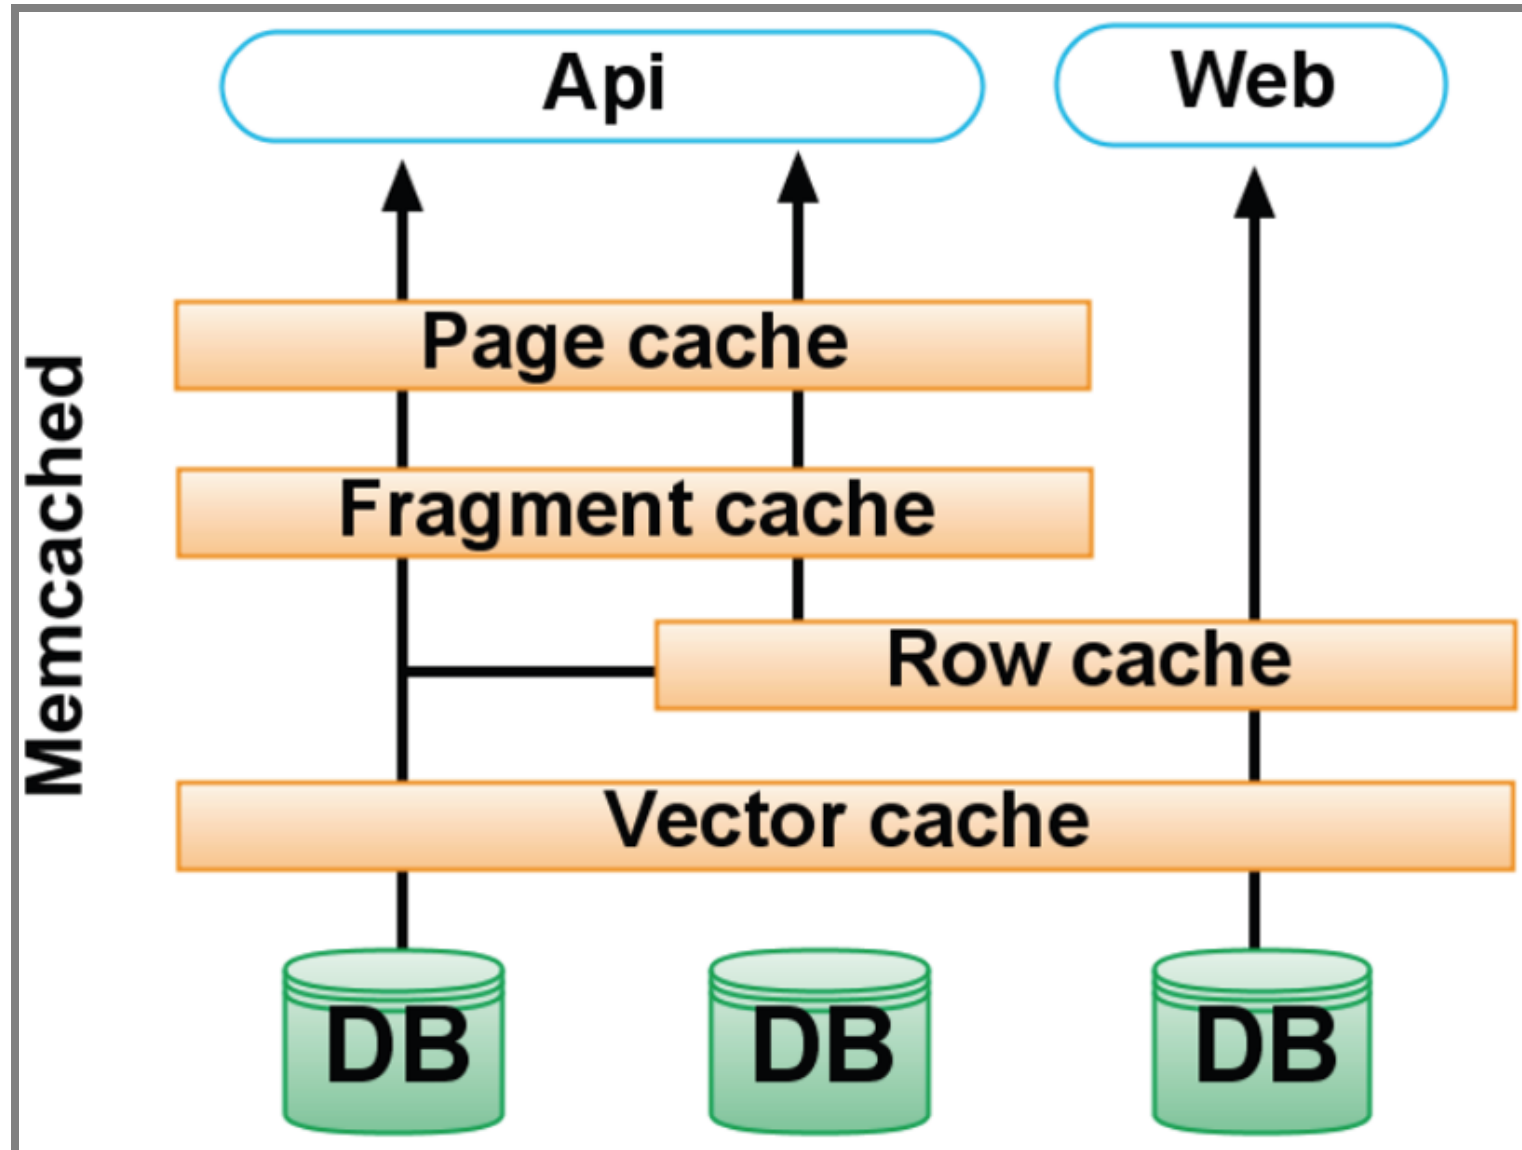 Api
Web
Memcached
Page cache
Fragment cache
Row cache
Vector cache
DB
DB
DB